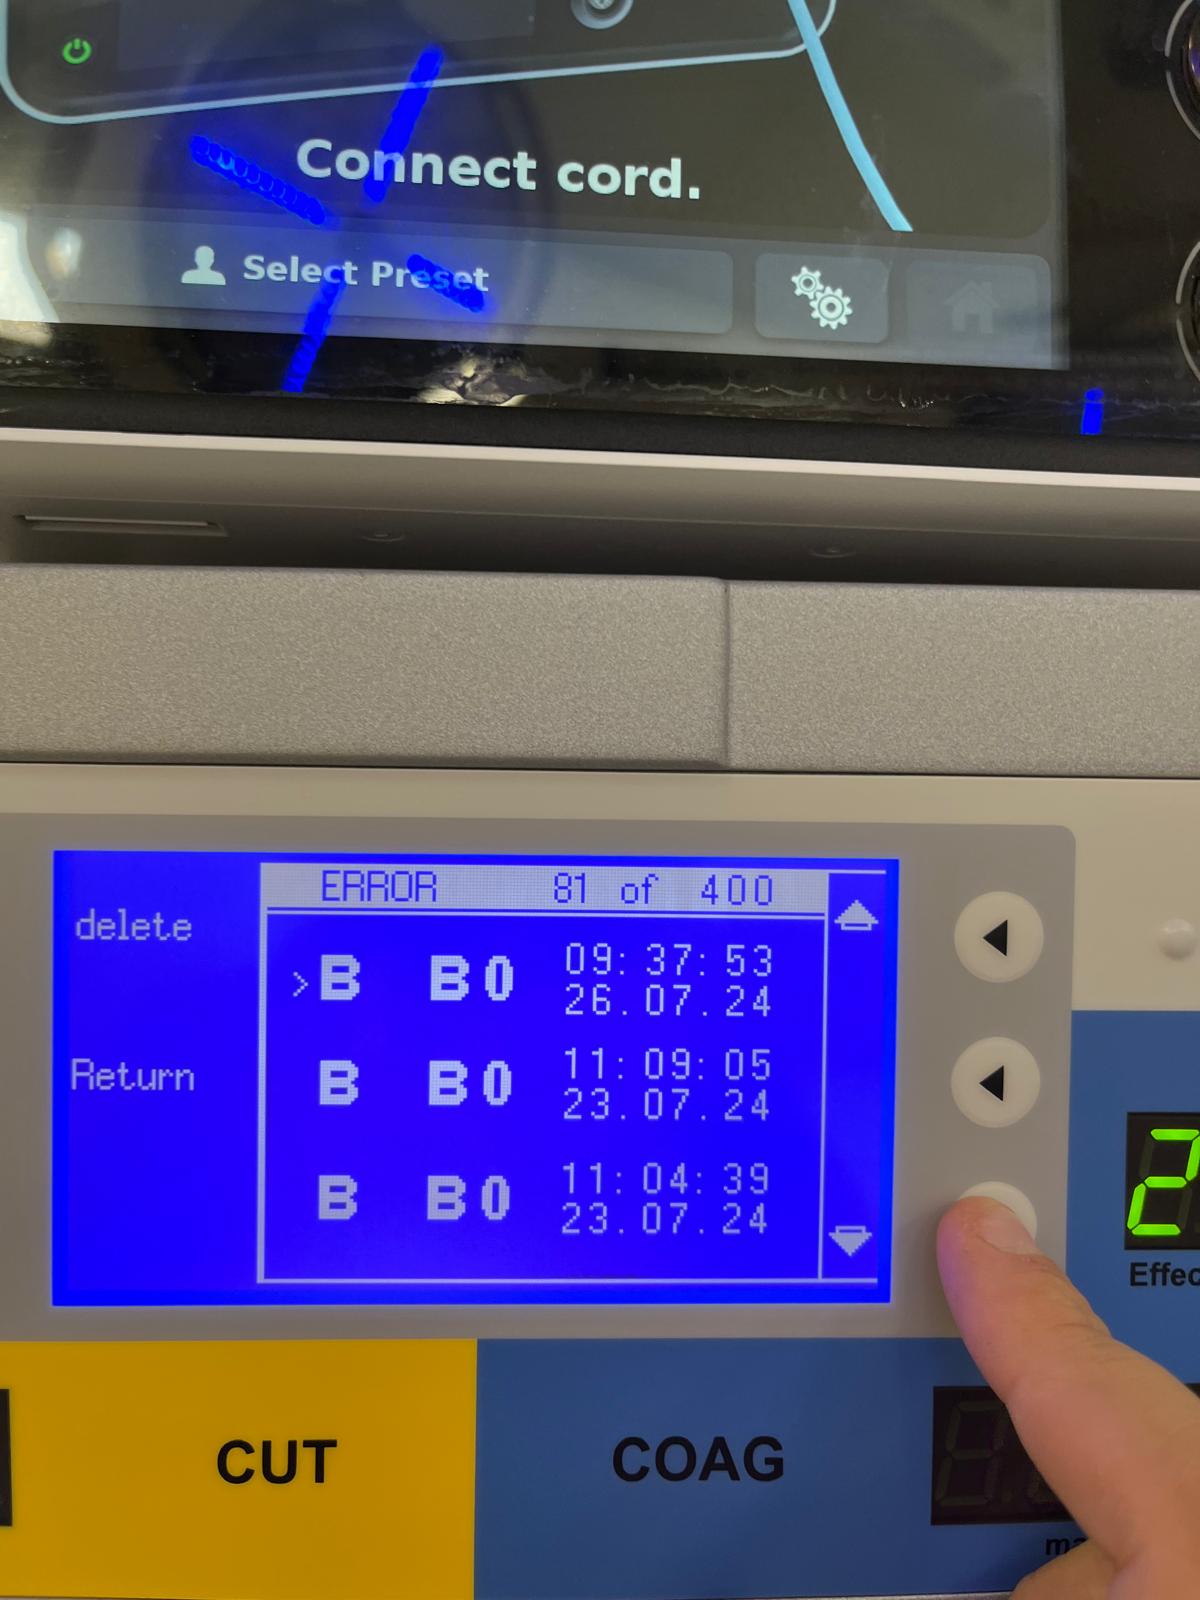 Connect cord.
Select Preset
ERROR 81 of 400
delete
>B B0 09:37:53
26.07.24
Return
B B0 11:09:05
23.07.24
B B0 11:04:39
23.07.24
2
CUT
COAG